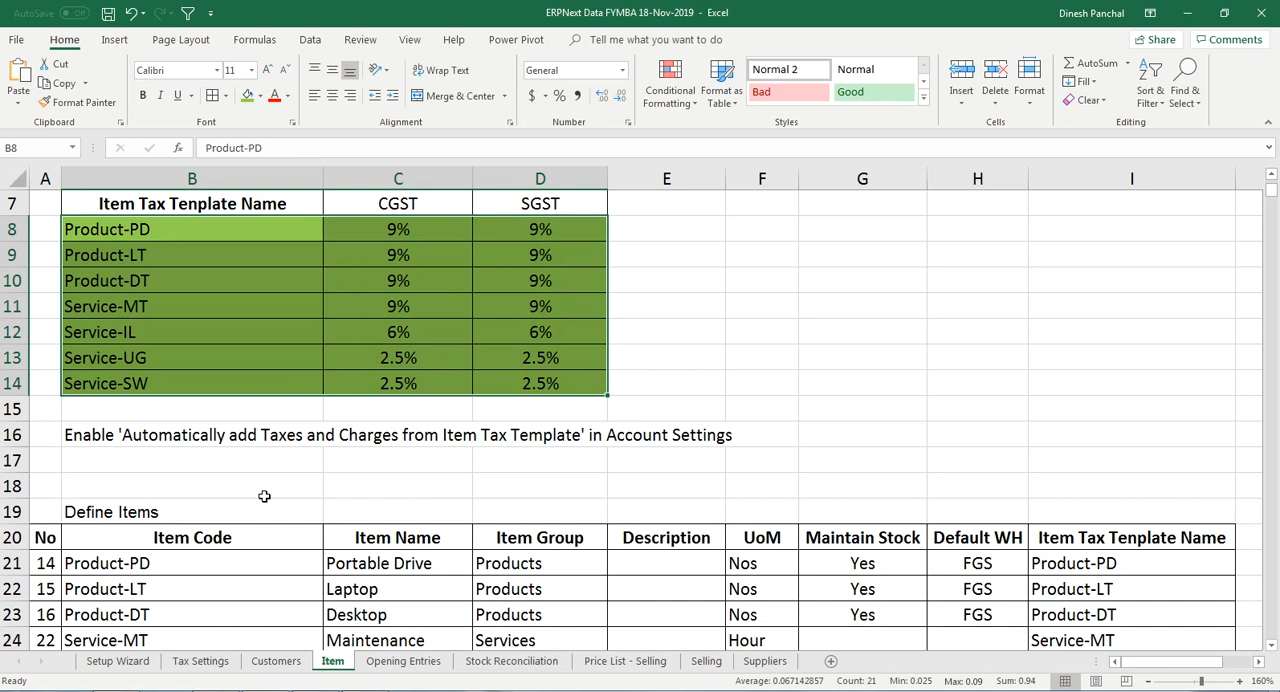 AutoSave Off ERPNext Data FYMBA 18-Nov-2019 - Excel Dinesh Panchal
File Home Insert Page Layout Formulas Data Review View Help Power Pivot Tell me what you want to do Share Comments
Paste Cut Copy Format Painter Clipboard
Calibri 11 B I U Font
Wrap Text Merge & Center Alignment
General $ % , Number
Conditional Formatting Format as Table Normal 2 Normal Bad Good Styles
Insert Delete Format Cells
AutoSum Fill Clear Sort & Filter Find & Select Editing
B8 fx Product-PD
A B C D E F G H I
7 Item Tax Tenplate Name CGST SGST
8 Product-PD 9% 9%
9 Product-LT 9% 9%
10 Product-DT 9% 9%
11 Service-MT 9% 9%
12 Service-IL 6% 6%
13 Service-UG 2.5% 2.5%
14 Service-SW 2.5% 2.5%
15
16 Enable 'Automatically add Taxes and Charges from Item Tax Template' in Account Settings
17
18
19 Define Items
20 No Item Code Item Name Item Group Description UoM Maintain Stock Default WH Item Tax Tenplate Name
21 14 Product-PD Portable Drive Products Nos Yes FGS Product-PD
22 15 Product-LT Laptop Products Nos Yes FGS Product-LT
23 16 Product-DT Desktop Products Nos Yes FGS Product-DT
24 22 Service-MT Maintenance Services Hour Service-MT
Setup Wizard Tax Settings Customers Item Opening Entries Stock Reconciliation Price List - Selling Selling Suppliers
Ready Average: 0.067142857 Count: 21 Min: 0.025 Max: 0.09 Sum: 0.94 160%